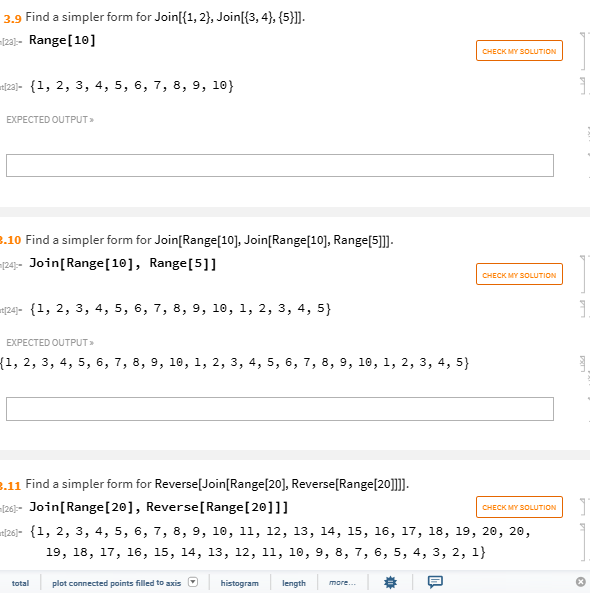 3.9 Find a simpler form for Join[{1, 2}, Join[{3, 4}, {5}]].
[23]:= Range[10]
CHECK MY SOLUTION
t[23]= {1, 2, 3, 4, 5, 6, 7, 8, 9, 10}
EXPECTED OUTPUT »
3.10 Find a simpler form for Join[Range[10], Join[Range[10], Range[5]]].
[24]:= Join[Range[10], Range[5]]
CHECK MY SOLUTION
t[24]= {1, 2, 3, 4, 5, 6, 7, 8, 9, 10, 1, 2, 3, 4, 5}
EXPECTED OUTPUT »
{1, 2, 3, 4, 5, 6, 7, 8, 9, 10, 1, 2, 3, 4, 5, 6, 7, 8, 9, 10, 1, 2, 3, 4, 5}
3.11 Find a simpler form for Reverse[Join[Range[20], Reverse[Range[20]]]].
[26]:= Join[Range[20], Reverse[Range[20]]]
CHECK MY SOLUTION
t[26]= {1, 2, 3, 4, 5, 6, 7, 8, 9, 10, 11, 12, 13, 14, 15, 16, 17, 18, 19, 20, 20,
19, 18, 17, 16, 15, 14, 13, 12, 11, 10, 9, 8, 7, 6, 5, 4, 3, 2, 1}
total plot connected points filled to axis histogram length more...